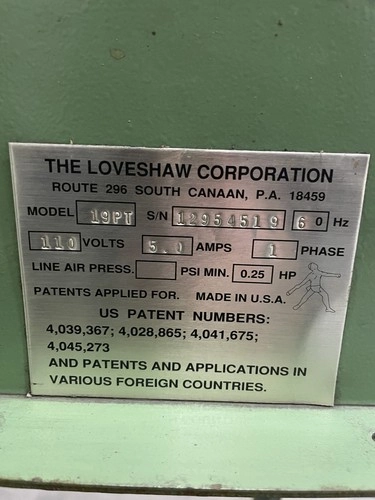 THE LOVESHAW CORPORATION
ROUTE 296 SOUTH CANAAN, P.A. 18459
MODEL 19PT S/N 12954519 60 Hz
110 VOLTS 5.0 AMPS 1 PHASE
LINE AIR PRESS. PSI MIN. 0.25 HP
PATENTS APPLIED FOR. MADE IN U.S.A.
US PATENT NUMBERS:
4,039,367; 4,028,865; 4,041,675;
4,045,273
AND PATENTS AND APPLICATIONS IN
VARIOUS FOREIGN COUNTRIES.